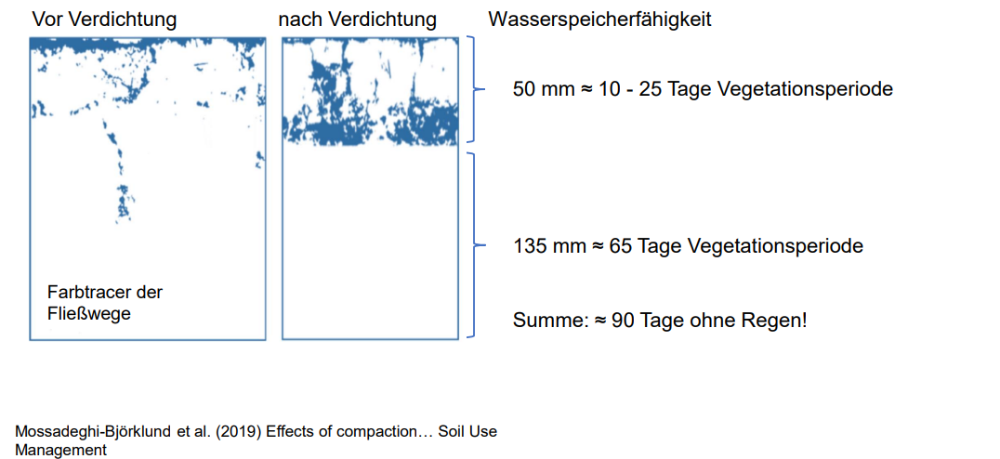 Vor Verdichtung
nach Verdichtung
Wasserspeicherfähigkeit
50 mm ≈ 10 - 25 Tage Vegetationsperiode
135 mm ≈ 65 Tage Vegetationsperiode
Farbtracer der
Fließwege
Summe: ≈ 90 Tage ohne Regen!
Mossadeghi-Björklund et al. (2019) Effects of compaction… Soil Use
Management